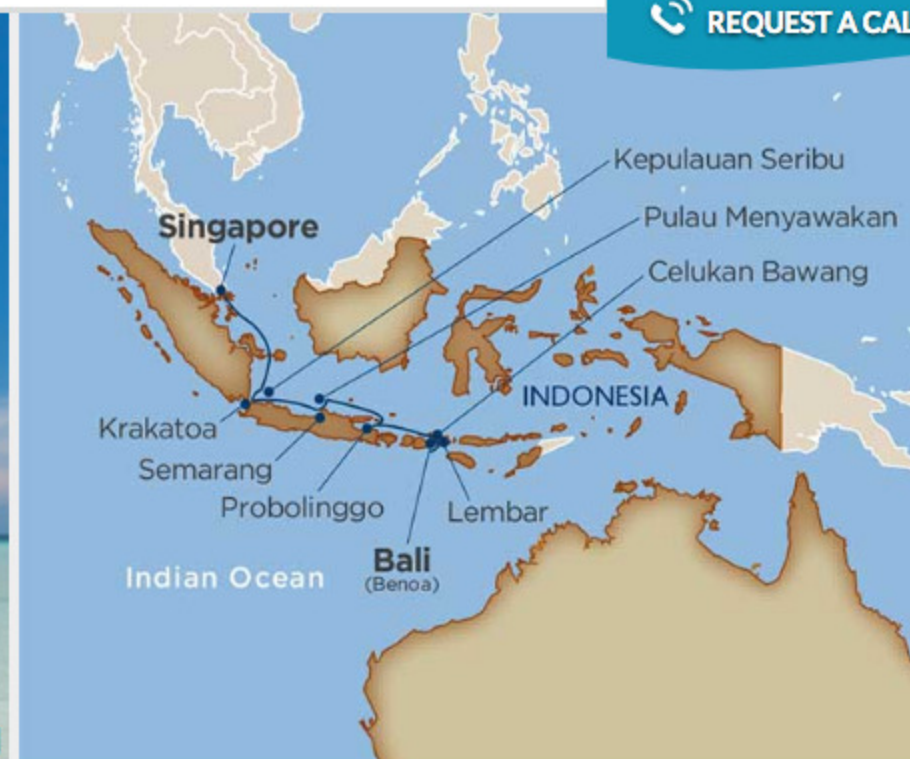 REQUEST A CAL
Kepulauan Seribu
Pulau Menyawakan
Singapore
Celukan Bawang
INDONESIA
Krakatoa
Semarang
Probolinggo
Lembar
Bali
(Benoa)
Indian Ocean